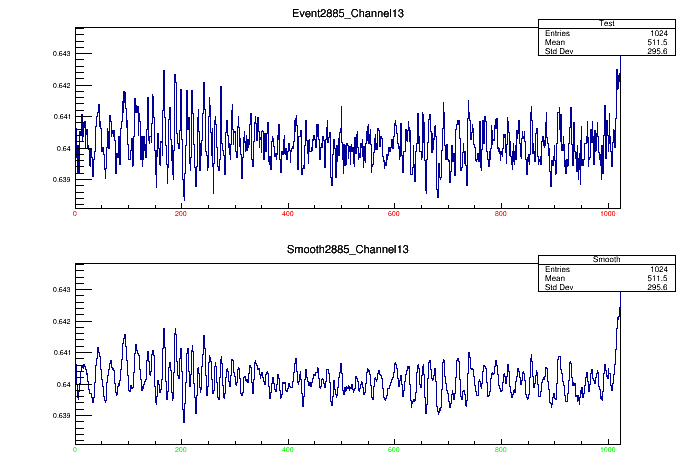 Event2885_Channel13
Test
Entries 1024
Mean 511.5
Std Dev 295.6
0.643
0.642
0.641
0.64
0.639
0 200 400 600 800 1000
Smooth2885_Channel13
Smooth
Entries 1024
Mean 511.5
Std Dev 295.6
0.643
0.642
0.641
0.64
0.639
0 200 400 600 800 1000